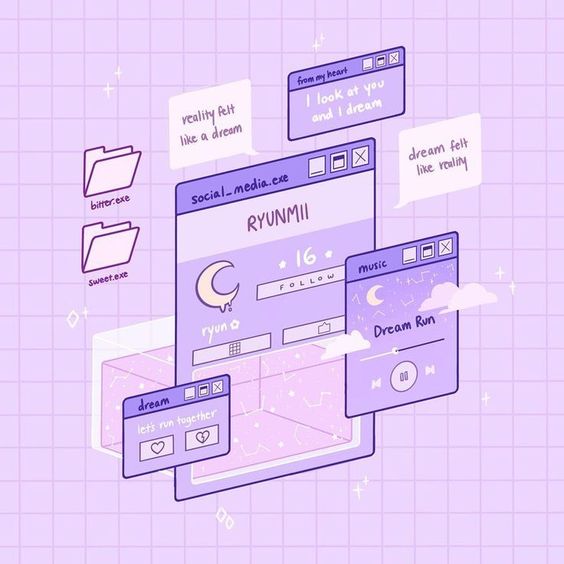 from my heart
I look at you
and I dream
reality felt
like a dream
dream felt
like reality
bitter.exe
sweet.exe
social_media.exe
RYUNMII
16
FOLLOW
ryun
music
Dream Run
dream
let's run together